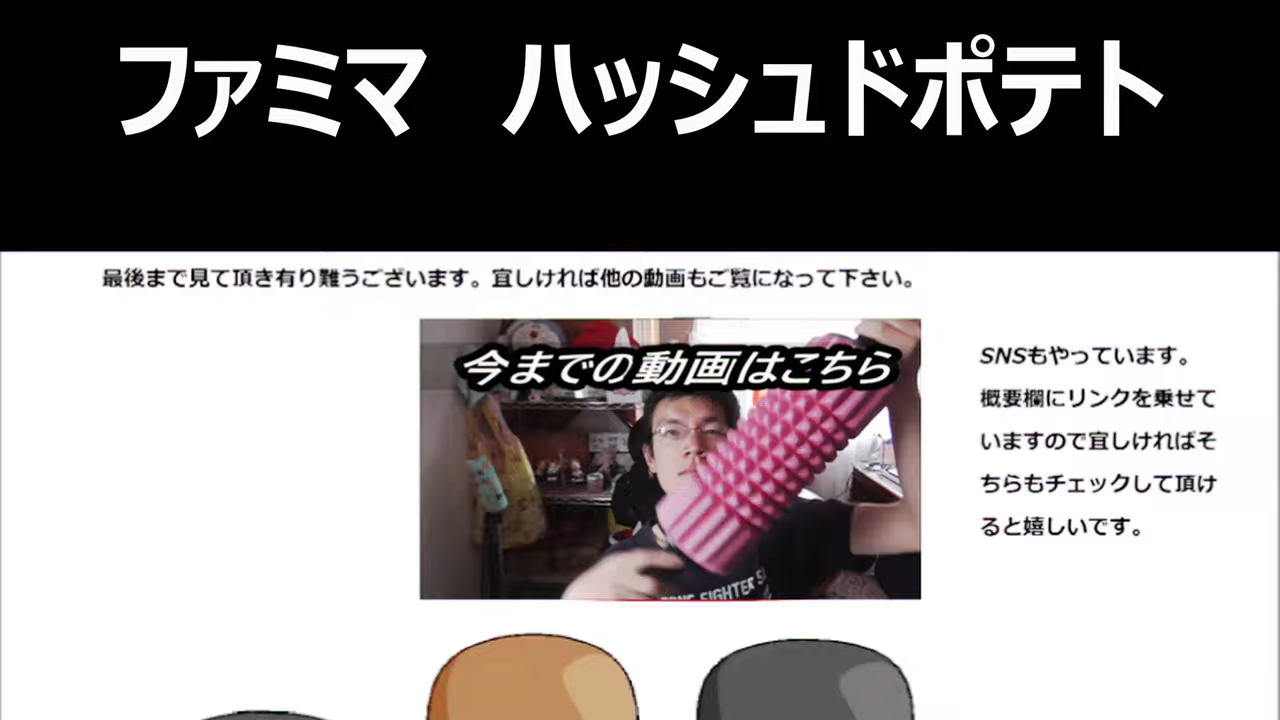 ファミマ　ハッシュドポテト
最後まで見て頂き有り難うございます。宜しければ他の動画もご覧になって下さい。
今までの動画はこちら
SNSもやっています。
概要欄にリンクを乗せて
いますので宜しければそ
ちらもチェックして頂け
ると嬉しいです。
FIGHTER